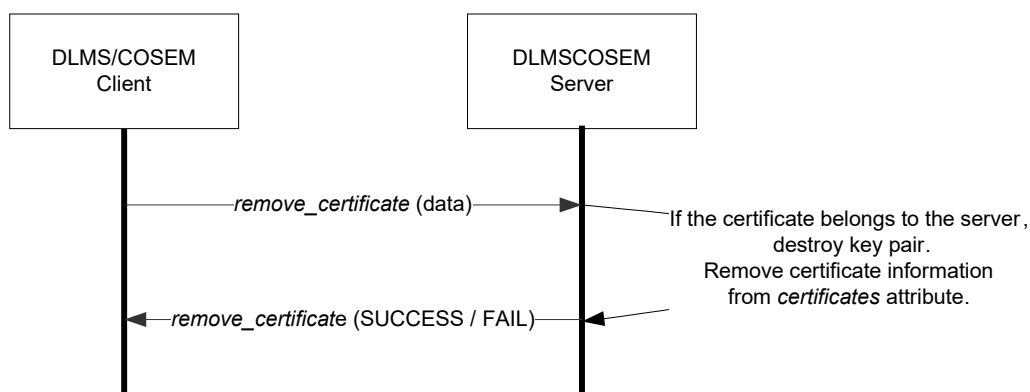 DLMS/COSEM
Client
DLMSCOSEM
Server
remove_certificate (data)
If the certificate belongs to the server,
destroy key pair.
Remove certificate information
from certificates attribute.
remove_certificate (SUCCESS / FAIL)